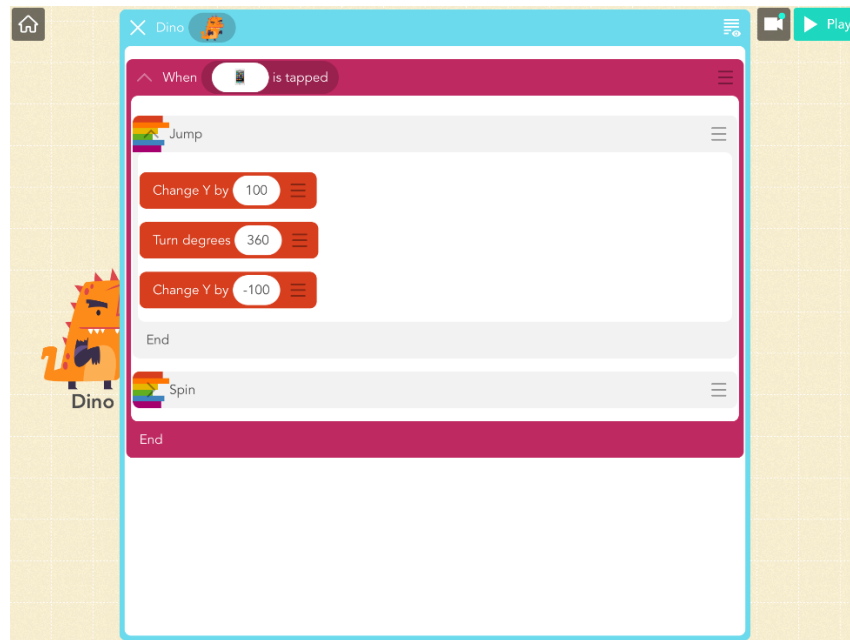 Dino
Play
When is tapped
Jump
Change Y by 100
Turn degrees 360
Change Y by -100
End
Spin
Dino
End